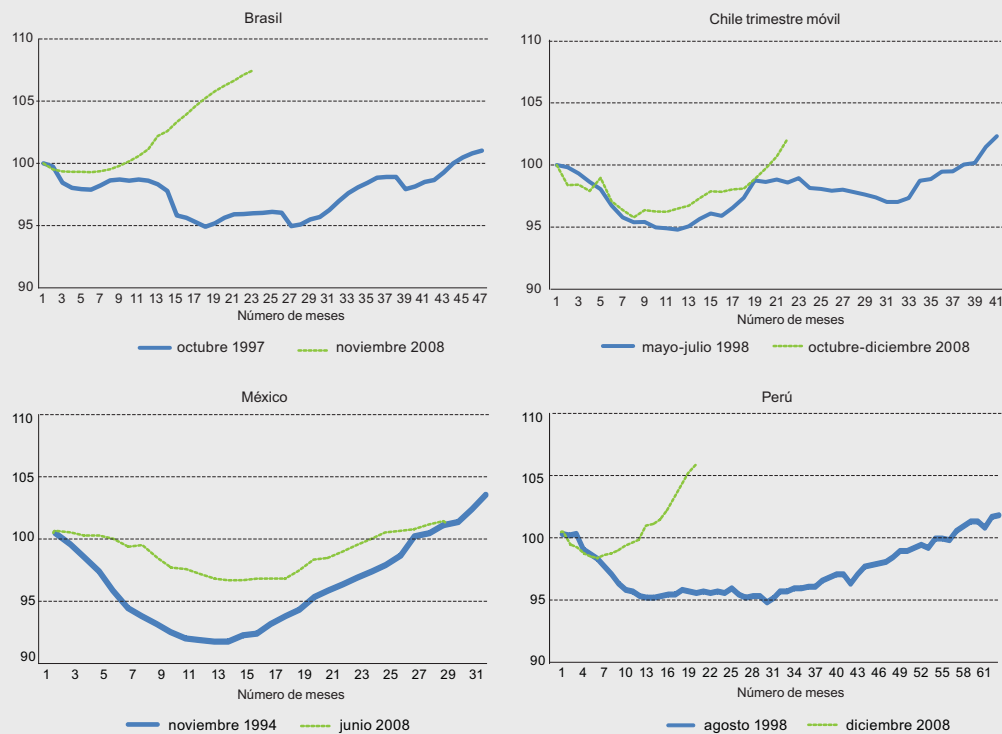 Brasil
110
105
100
95
90
1 3 5 7 9 11 13 15 17 19 21 23 25 27 29 31 33 35 37 39 41 43 45 47
Número de meses
octubre 1997 noviembre 2008
Chile trimestre móvil
110
105
100
95
90
1 3 5 7 9 11 13 15 17 19 21 23 25 27 29 31 33 35 37 39 41
Número de meses
mayo-julio 1998 octubre-diciembre 2008
México
110
105
100
95
90
1 3 5 7 9 11 13 15 17 19 21 23 25 27 29 31
Número de meses
noviembre 1994 junio 2008
Perú
110
105
100
95
90
1 4 7 10 13 16 19 22 25 28 31 34 37 40 43 46 49 52 55 58 61
Número de meses
agosto 1998 diciembre 2008